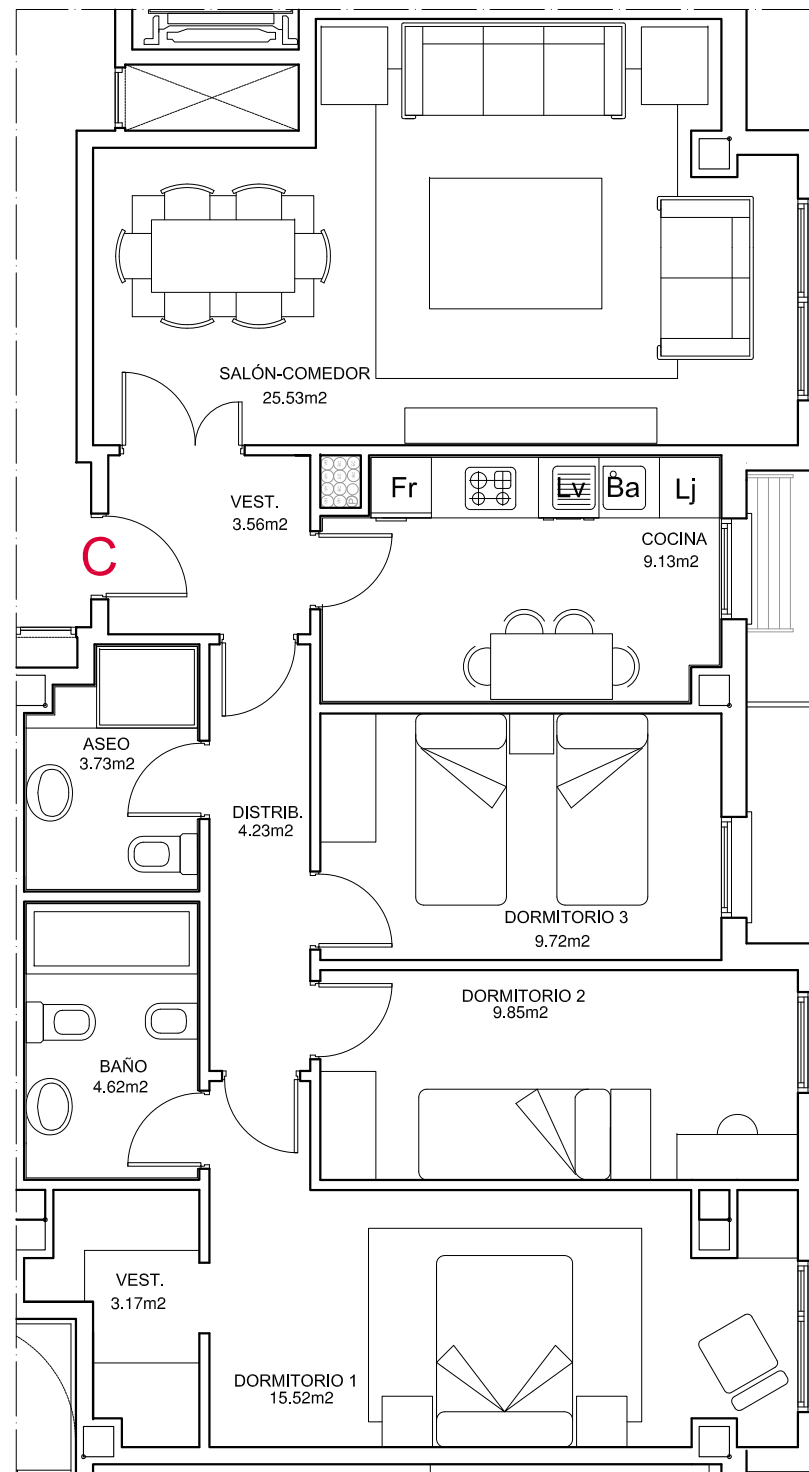 SALÓN-COMEDOR
25.53m2
VEST.
3.56m2
Fr
Lv
Ba
Lj
COCINA
9.13m2
C
ASEO
3.73m2
DISTRIB.
4.23m2
DORMITORIO 3
9.72m2
DORMITORIO 2
9.85m2
BAÑO
4.62m2
VEST.
3.17m2
DORMITORIO 1
15.52m2